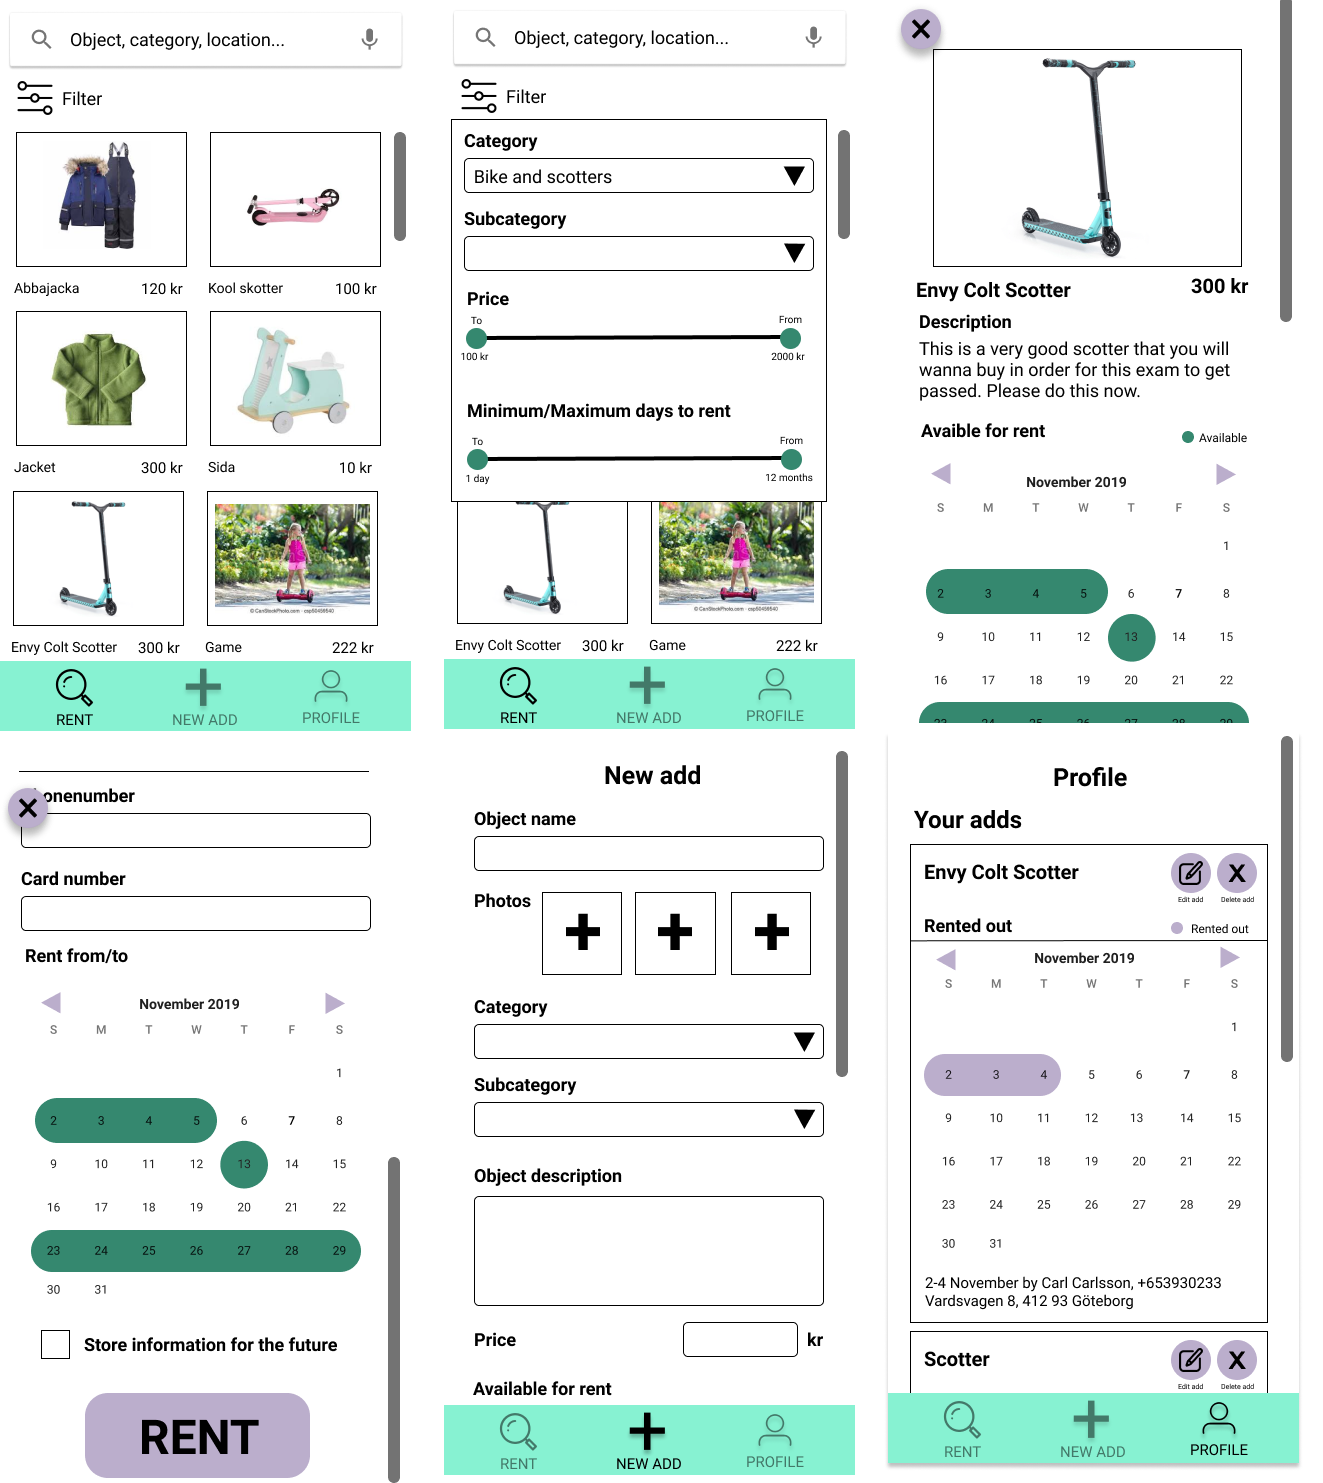 Object, category, location...
Filter
Abbajacka 120 kr
Kool skotter 100 kr
Jacket 300 kr
Sida 10 kr
© CanStockPhoto.com - csp50459540
Envy Colt Scotter 300 kr
Game 222 kr
RENT
NEW ADD
PROFILE
Object, category, location...
Filter
Category
Bike and scotters
Subcategory
Price
To From
100 kr 2000 kr
Minimum/Maximum days to rent
To From
1 day 12 months
© CanStockPhoto.com - csp50459540
Envy Colt Scotter 300 kr
Game 222 kr
RENT
NEW ADD
PROFILE
X
Envy Colt Scotter 300 kr
Description
This is a very good scotter that you will
wanna buy in order for this exam to get
passed. Please do this now.
Avaible for rent
Available
November 2019
S M T W T F S
1
2 3 4 5 6 7 8
9 10 11 12 13 14 15
16 17 18 19 20 21 22
23 24 25 26 27 28 29
X
onenumber
Card number
Rent from/to
November 2019
S M T W T F S
1
2 3 4 5 6 7 8
9 10 11 12 13 14 15
16 17 18 19 20 21 22
23 24 25 26 27 28 29
30 31
Store information for the future
RENT
New add
Object name
Photos
Category
Subcategory
Object description
Price kr
Available for rent
RENT
NEW ADD
PROFILE
Profile
Your adds
Envy Colt Scotter
X
Edit add Delete add
Rented out
Rented out
November 2019
S M T W T F S
1
2 3 4 5 6 7 8
9 10 11 12 13 14 15
16 17 18 19 20 21 22
23 24 25 26 27 28 29
30 31
2-4 November by Carl Carlsson, +653930233
Vardsvagen 8, 412 93 Göteborg
Scotter
X
Edit add Delete add
RENT
NEW ADD
PROFILE